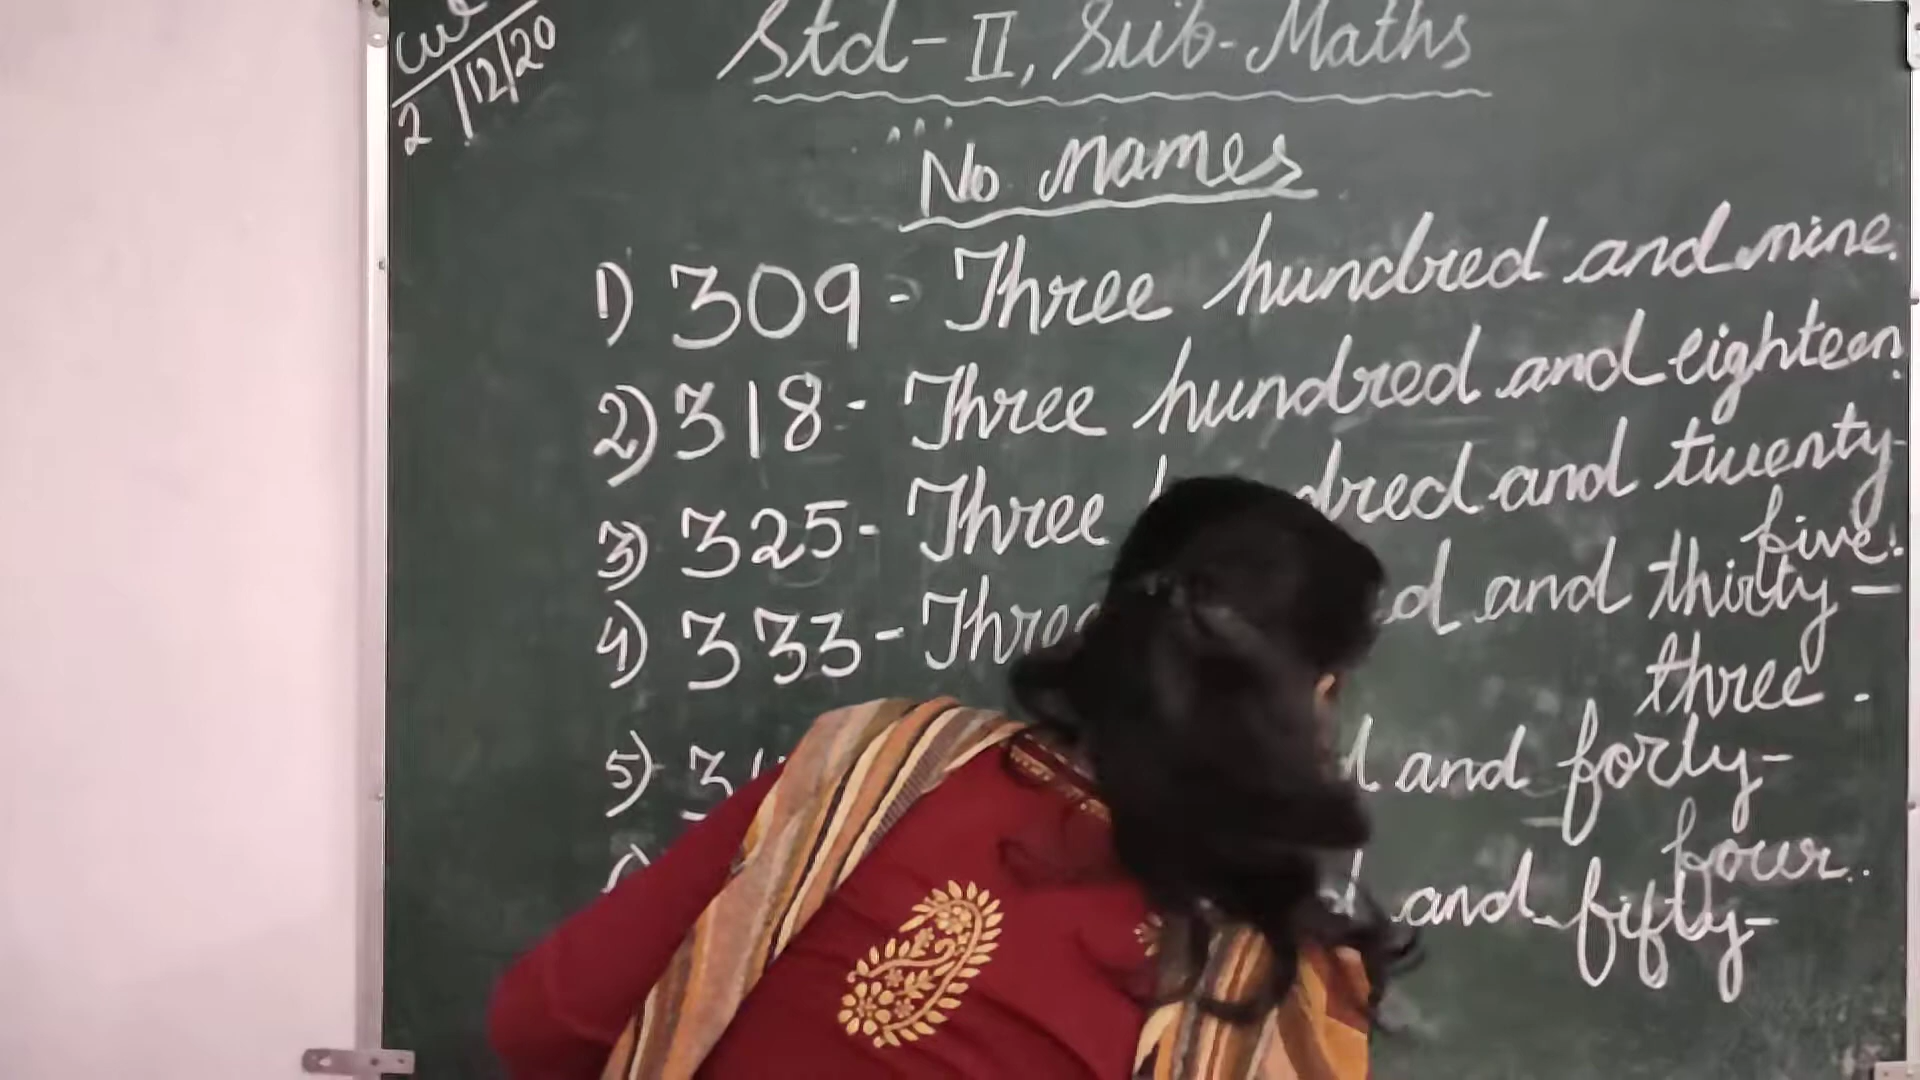 cw
2/12/20
Std-II, Sub-Maths
No names
1) 309 - Three hundred and nine.
2) 318 - Three hundred and eighteen.
3) 325 - Three and twenty-
five.
4) 333 - and thirty-
three.
5) and forty-
four.
and fifty-